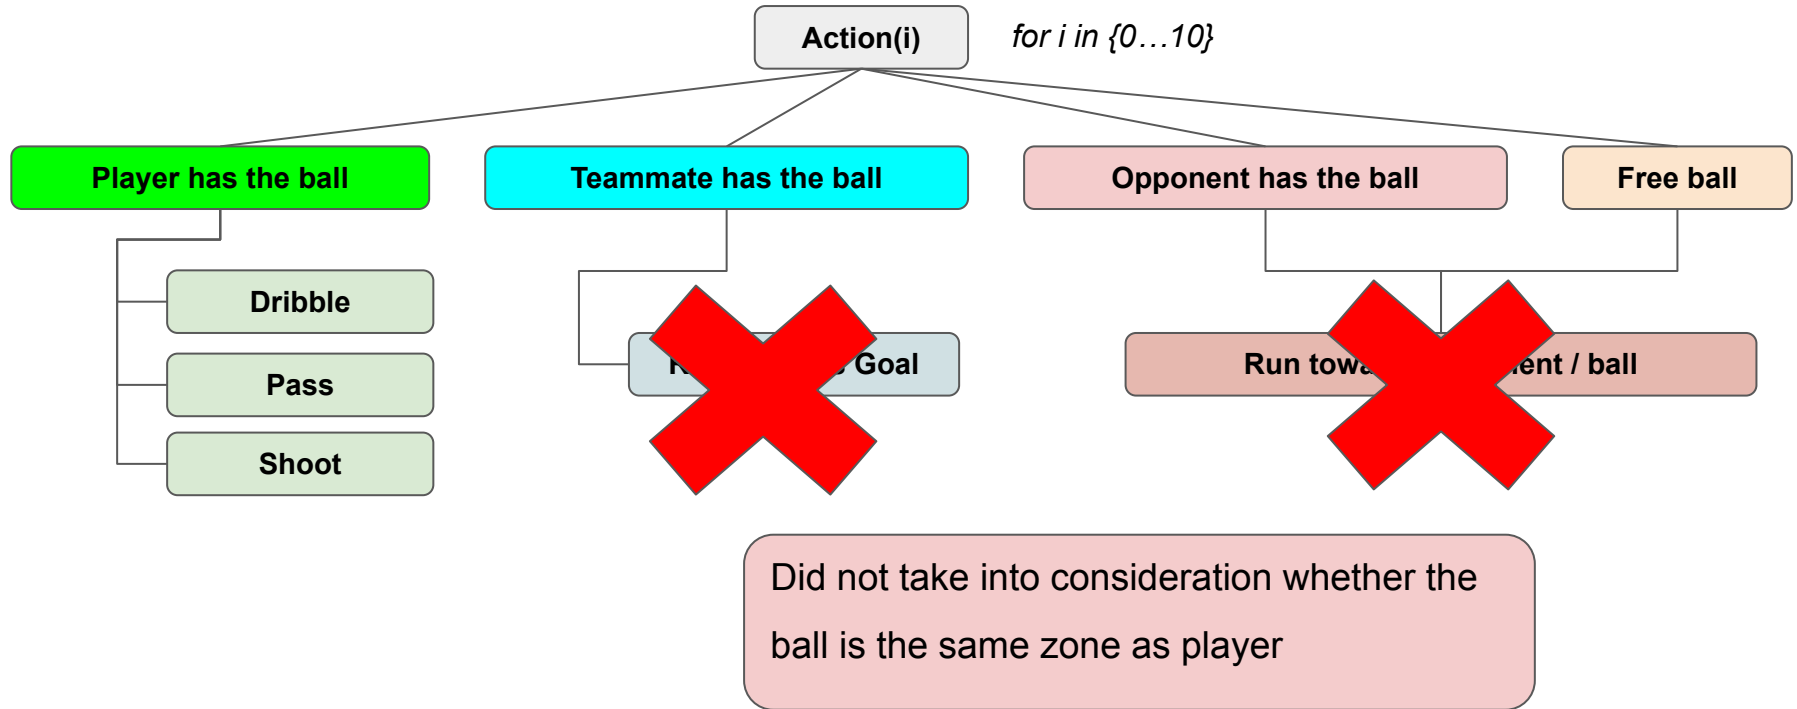 Action(i)
for i in {0…10}
Player has the ball
Teammate has the ball
Opponent has the ball
Free ball
Dribble
Pass
Shoot
Goal
Run / ball
Did not take into consideration whether the
ball is the same zone as player